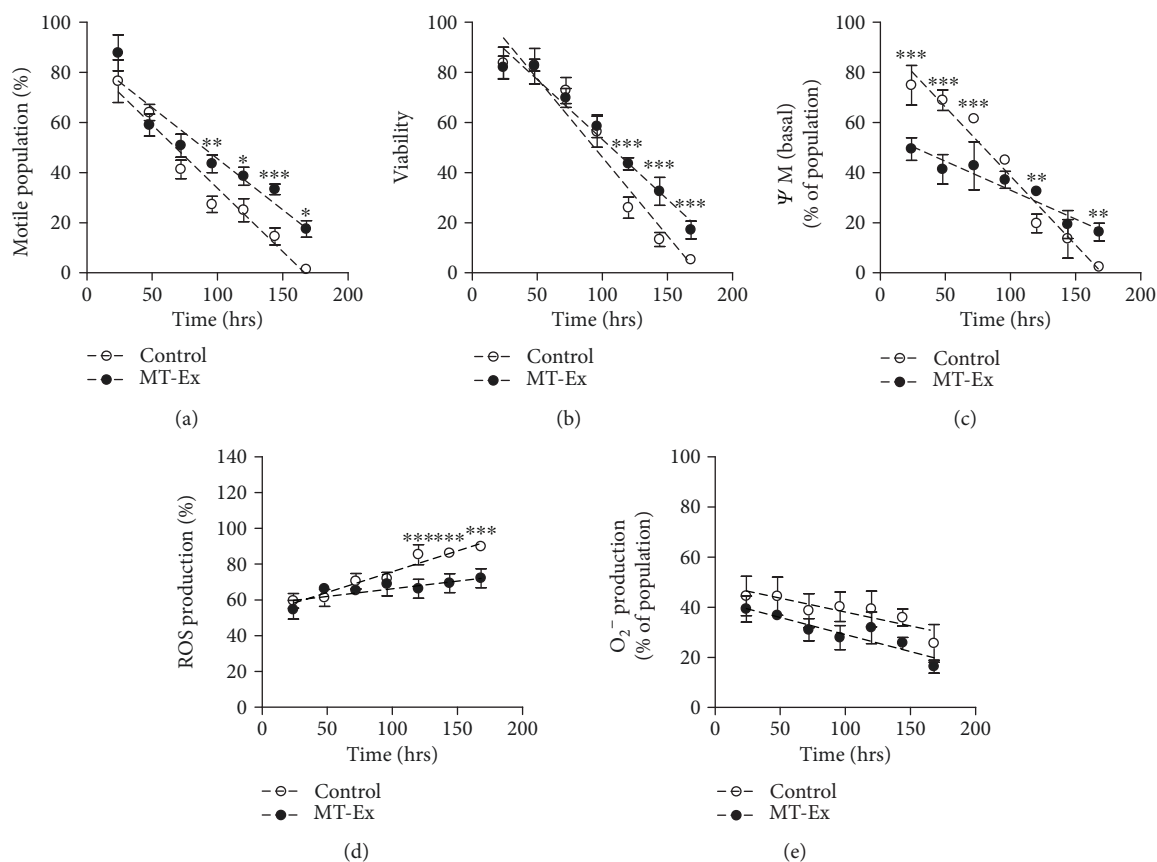 100
80
60
40
20
0
Motile population (%)
**
*
***
*
0 50 100 150 200
Time (hrs)
Control
MT-Ex
(a)
100
80
60
40
20
0
Viability
***
***
***
0 50 100 150 200
Time (hrs)
Control
MT-Ex
(b)
100
80
60
40
20
0
Ψ M (basal)
(% of population)
***
***
***
**
**
0 50 100 150 200
Time (hrs)
Control
MT-Ex
(c)
140
120
100
80
60
40
20
0
ROS production (%)
******
***
0 50 100 150 200
Time (hrs)
Control
MT-Ex
(d)
100
80
60
40
20
0
O₂⁻ production
(% of population)
0 50 100 150 200
Time (hrs)
Control
MT-Ex
(e)